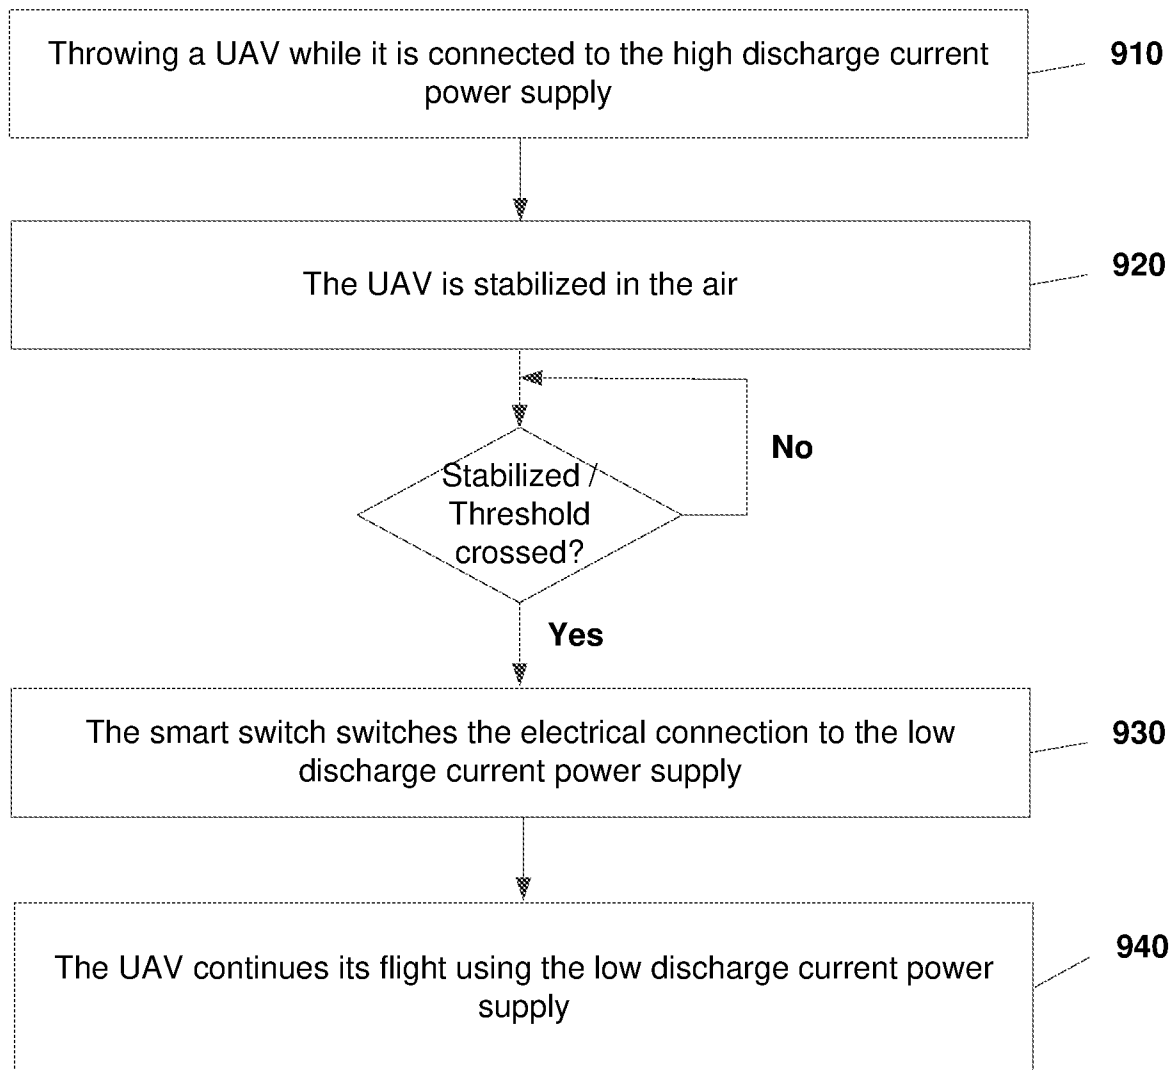 Throwing a UAV while it is connected to the high discharge current
power supply
910
The UAV is stabilized in the air
920
Stabilized /
Threshold
crossed?
No
Yes
The smart switch switches the electrical connection to the low
discharge current power supply
930
The UAV continues its flight using the low discharge current power
supply
940